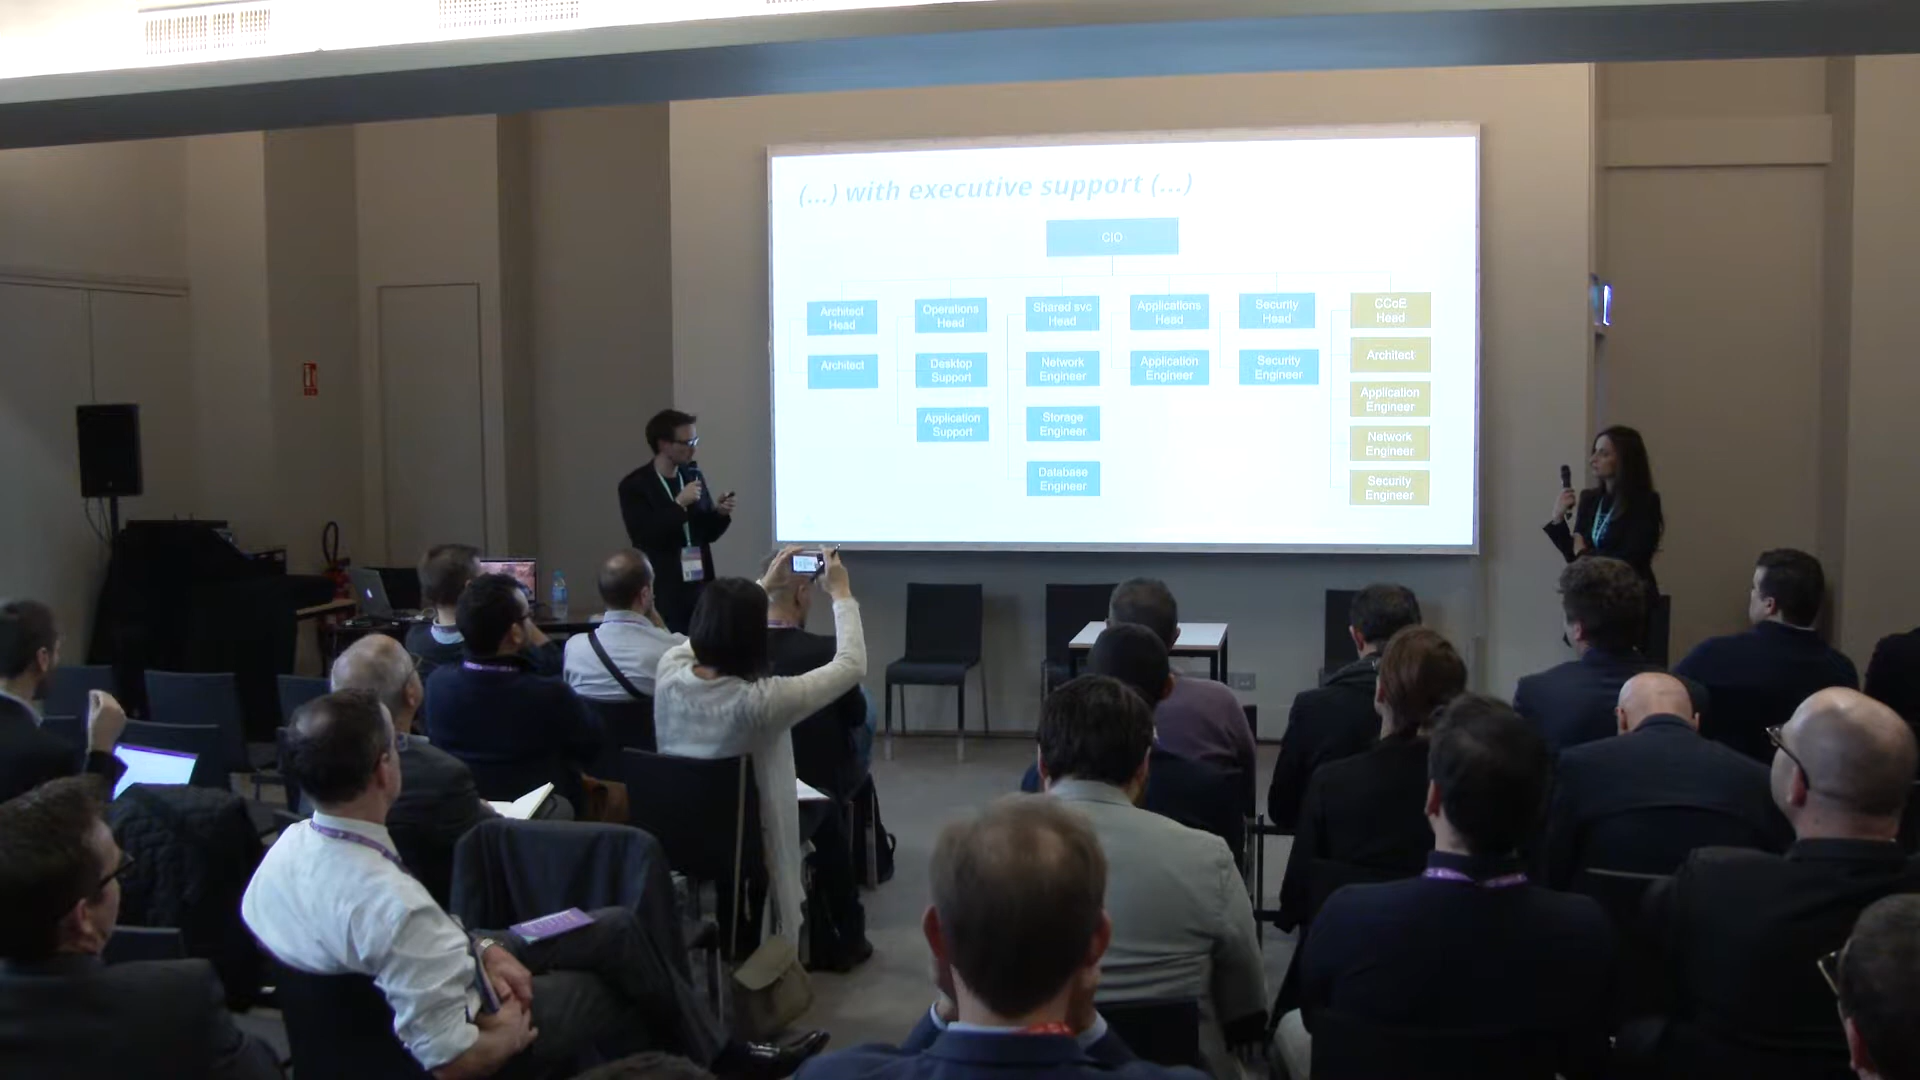 (...) with executive support (...)
CIO
Architect
Head
Operations
Head
Shared svc
Head
Applications
Head
Security
Head
CCoE
Head
Architect
Desktop
Support
Network
Engineer
Application
Engineer
Security
Engineer
Architect
Application
Support
Storage
Engineer
Application
Engineer
Database
Engineer
Network
Engineer
Security
Engineer